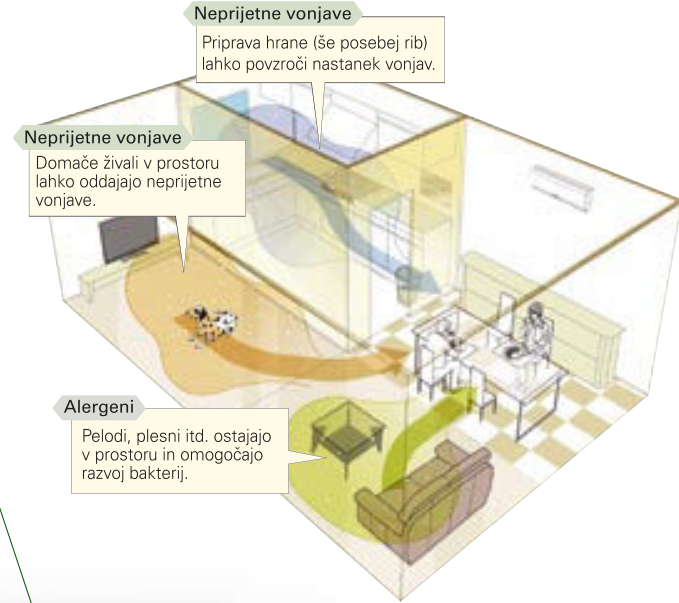 Neprijetne vonjave
Priprava hrane (še posebej rib)
lahko povzroči nastanek vonjav.
Neprijetne vonjave
Domače živali v prostoru
lahko oddajajo neprijetne
vonjave.
Alergeni
Pelodi, plesni itd. ostajajo
v prostoru in omogočajo
razvoj bakterij.